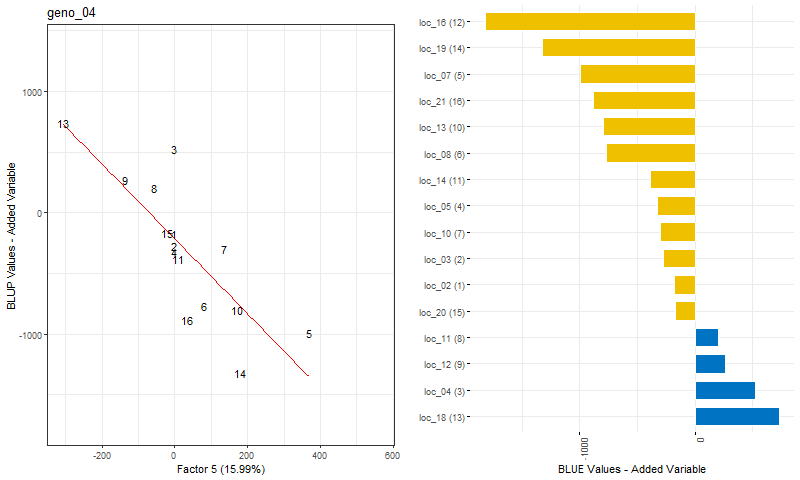 geno_04
BLUP Values - Added Variable
1000
0
-1000
13
3
9
8
15
1
2
4
11
7
6
10
16
5
14
-200
0
200
400
600
Factor 5 (15.99%)
loc_16 (12)
loc_19 (14)
loc_07 (5)
loc_21 (16)
loc_13 (10)
loc_08 (6)
loc_14 (11)
loc_05 (4)
loc_10 (7)
loc_03 (2)
loc_02 (1)
loc_20 (15)
loc_11 (8)
loc_12 (9)
loc_04 (3)
loc_18 (13)
-1000
0
BLUE Values - Added Variable